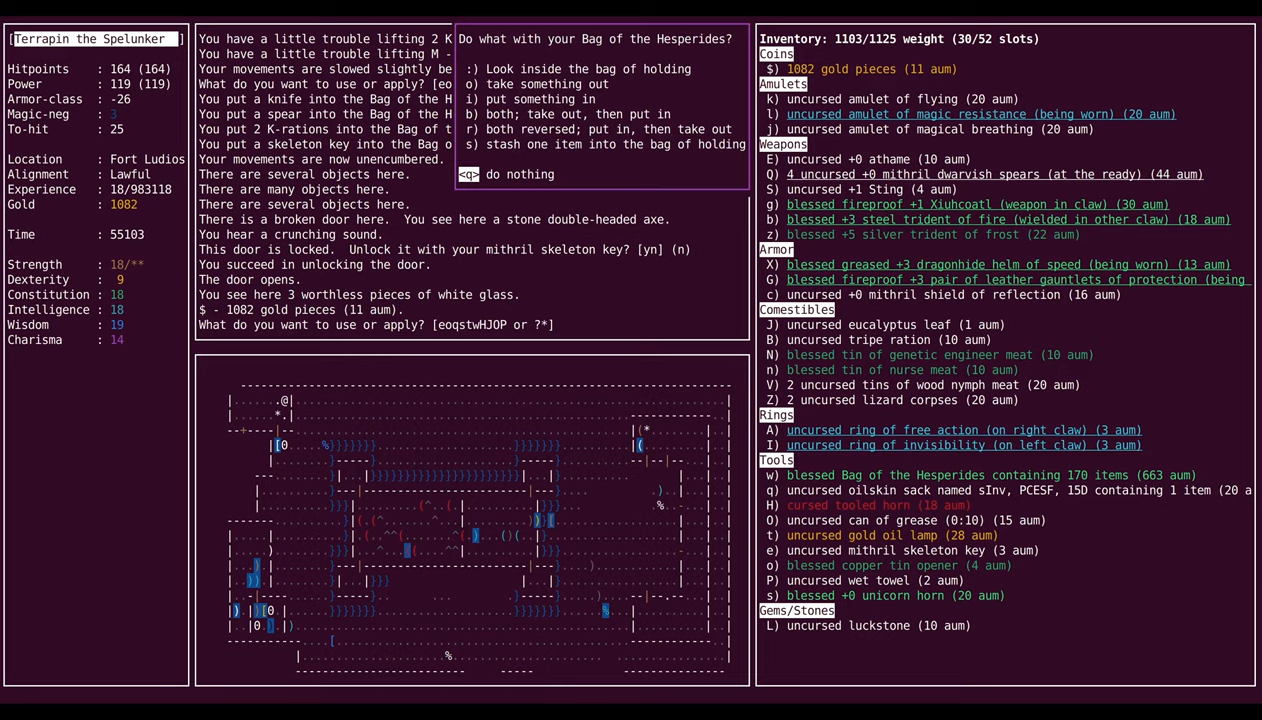 [Terrapin the Spelunker ]
Hitpoints : 164 (164)
Power : 119 (119)
Armor-class : -26
Magic-neg : 3
To-hit : 25
Location : Fort Ludios
Alignment : Lawful
Experience : 18/983118
Gold : 1082
Time : 55103
Strength : 18/**
Dexterity : 9
Constitution : 18
Intelligence : 18
Wisdom : 19
Charisma : 14
You have a little trouble lifting 2 K
You have a little trouble lifting M -
Your movements are slowed slightly be
What do you want to use or apply? [eo
You put a knife into the Bag of the H
You put a spear into the Bag of the H
You put 2 K-rations into the Bag of t
You put a skeleton key into the Bag o
Your movements are now unencumbered.
There are several objects here.
There are many objects here.
There are several objects here.
There is a broken door here. You see here a stone double-headed axe.
You hear a crunching sound.
This door is locked. Unlock it with your mithril skeleton key? [yn] (n)
You succeed in unlocking the door.
The door opens.
You see here 3 worthless pieces of white glass.
$ - 1082 gold pieces (11 aum).
What do you want to use or apply? [eoqstwHJOP or ?*]
Do what with your Bag of the Hesperides?
:) Look inside the bag of holding
o) take something out
i) put something in
b) both; take out, then put in
r) both reversed; put in, then take out
s) stash one item into the bag of holding
<q> do nothing
Inventory: 1103/1125 weight (30/52 slots)
Coins
$) 1082 gold pieces (11 aum)
Amulets
k) uncursed amulet of flying (20 aum)
l) uncursed amulet of magic resistance (being worn) (20 aum)
j) uncursed amulet of magical breathing (20 aum)
Weapons
E) uncursed +0 athame (10 aum)
Q) 4 uncursed +0 mithril dwarvish spears (at the ready) (44 aum)
S) uncursed +1 Sting (4 aum)
g) blessed fireproof +1 Xiuhcoatl (weapon in claw) (30 aum)
b) blessed +3 steel trident of fire (wielded in other claw) (18 aum)
z) blessed +5 silver trident of frost (22 aum)
Armor
X) blessed greased +3 dragonhide helm of speed (being worn) (13 aum)
G) blessed fireproof +3 pair of leather gauntlets of protection (being
c) uncursed +0 mithril shield of reflection (16 aum)
Comestibles
J) uncursed eucalyptus leaf (1 aum)
B) uncursed tripe ration (10 aum)
N) blessed tin of genetic engineer meat (10 aum)
n) blessed tin of nurse meat (10 aum)
V) 2 uncursed tins of wood nymph meat (20 aum)
Z) 2 uncursed lizard corpses (20 aum)
Rings
A) uncursed ring of free action (on right claw) (3 aum)
I) uncursed ring of invisibility (on left claw) (3 aum)
Tools
w) blessed Bag of the Hesperides containing 170 items (663 aum)
q) uncursed oilskin sack named sInv, PCESF, 15D containing 1 item (20 a
H) cursed tooled horn (18 aum)
O) uncursed can of grease (0:10) (15 aum)
t) uncursed gold oil lamp (28 aum)
e) uncursed mithril skeleton key (3 aum)
o) blessed copper tin opener (4 aum)
P) uncursed wet towel (2 aum)
s) blessed +0 unicorn horn (20 aum)
Gems/Stones
L) uncursed luckstone (10 aum)